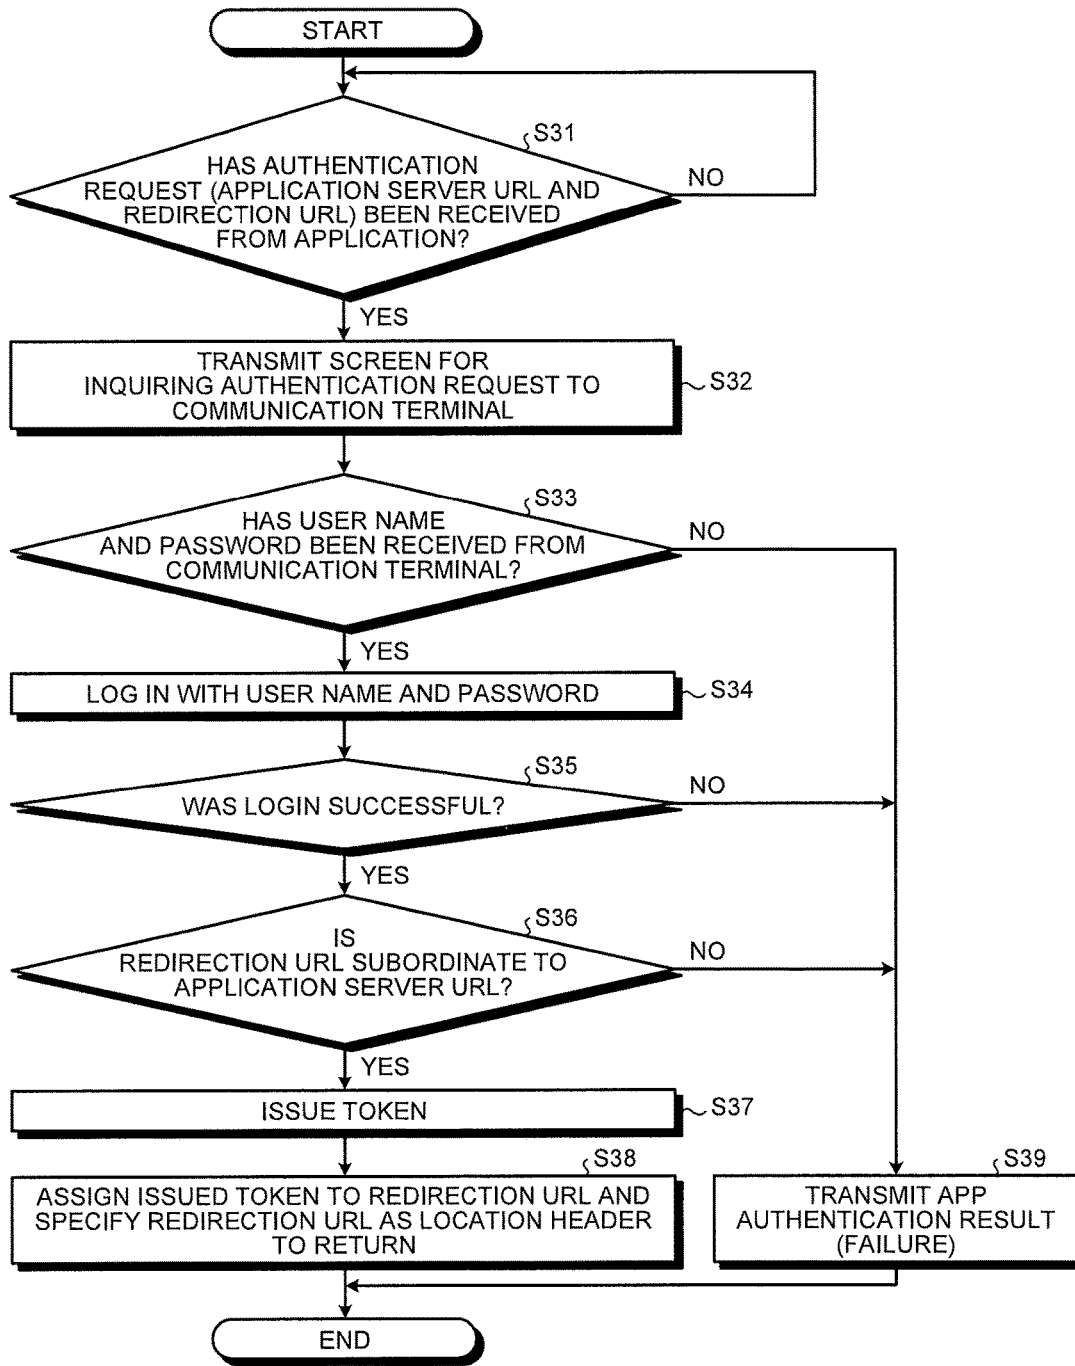 START
S31
HAS AUTHENTICATION
REQUEST (APPLICATION SERVER URL AND
REDIRECTION URL) BEEN RECEIVED
FROM APPLICATION?
NO
YES
TRANSMIT SCREEN FOR
INQUIRING AUTHENTICATION REQUEST TO
COMMUNICATION TERMINAL
S32
S33
HAS USER NAME
AND PASSWORD BEEN RECEIVED FROM
COMMUNICATION TERMINAL?
NO
YES
LOG IN WITH USER NAME AND PASSWORD
S34
S35
WAS LOGIN SUCCESSFUL?
NO
YES
S36
IS
REDIRECTION URL SUBORDINATE TO
APPLICATION SERVER URL?
NO
YES
ISSUE TOKEN
S37
S38
ASSIGN ISSUED TOKEN TO REDIRECTION URL AND
SPECIFY REDIRECTION URL AS LOCATION HEADER
TO RETURN
S39
TRANSMIT APP
AUTHENTICATION RESULT
(FAILURE)
END